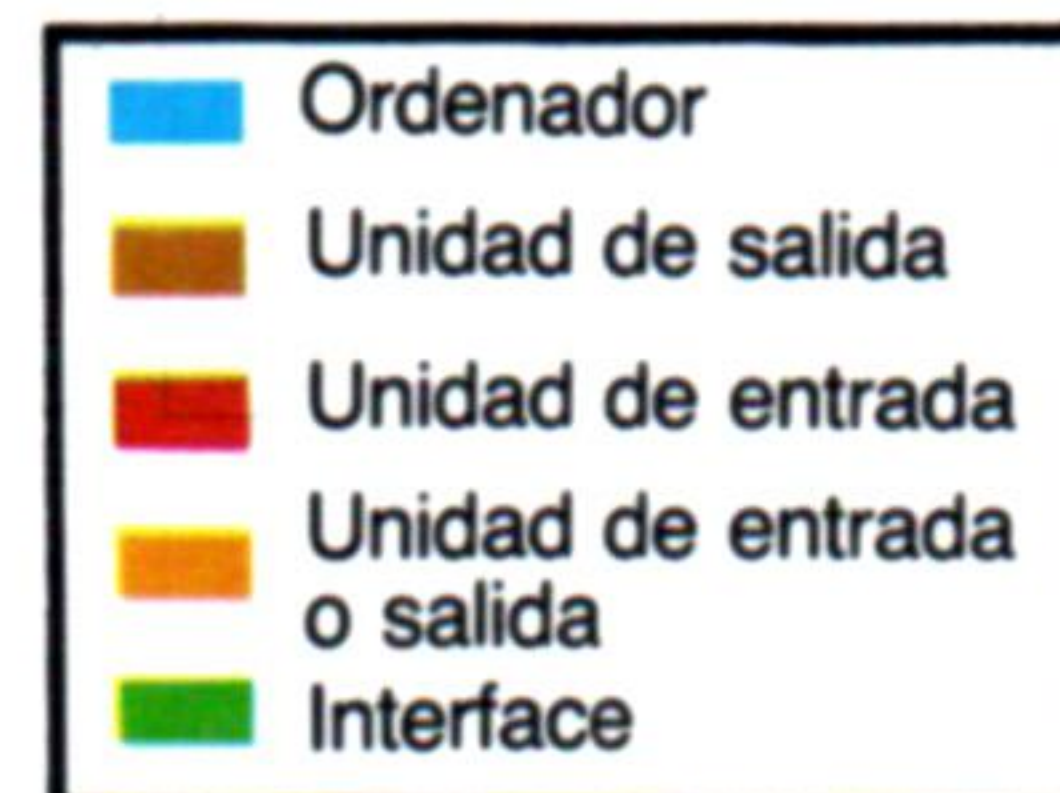 Ordenador
Unidad de salida
Unidad de entrada
Unidad de entrada
o salida
Interface